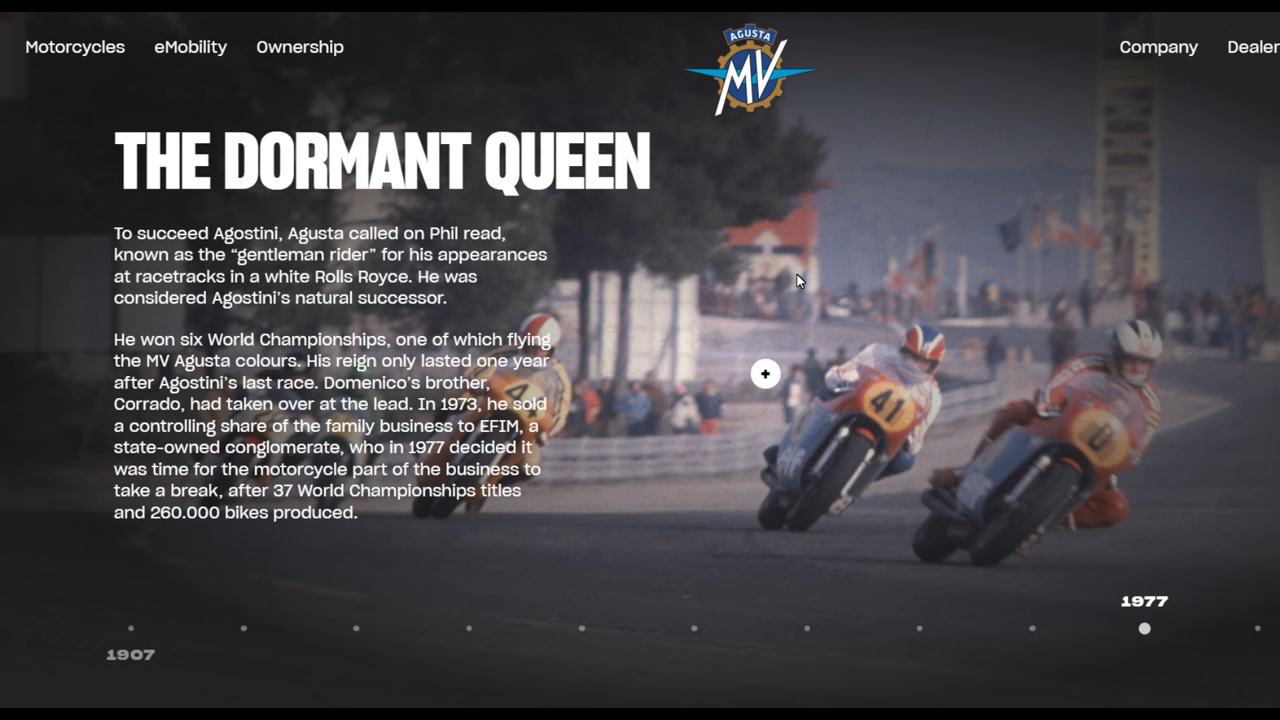 Motorcycles eMobility Ownership
AGUSTA
MV
Company Dealer
THE DORMANT QUEEN
To succeed Agostini, Agusta called on Phil read,
known as the “gentleman rider” for his appearances
at racetracks in a white Rolls Royce. He was
considered Agostini’s natural successor.
He won six World Championships, one of which flying
the MV Agusta colours. His reign only lasted one year
after Agostini’s last race. Domenico’s brother,
Corrado, had taken over at the lead. In 1973, he sold
a controlling share of the family business to EFIM, a
state-owned conglomerate, who in 1977 decided it
was time for the motorcycle part of the business to
take a break, after 37 World Championships titles
and 260.000 bikes produced.
41
1977
1907